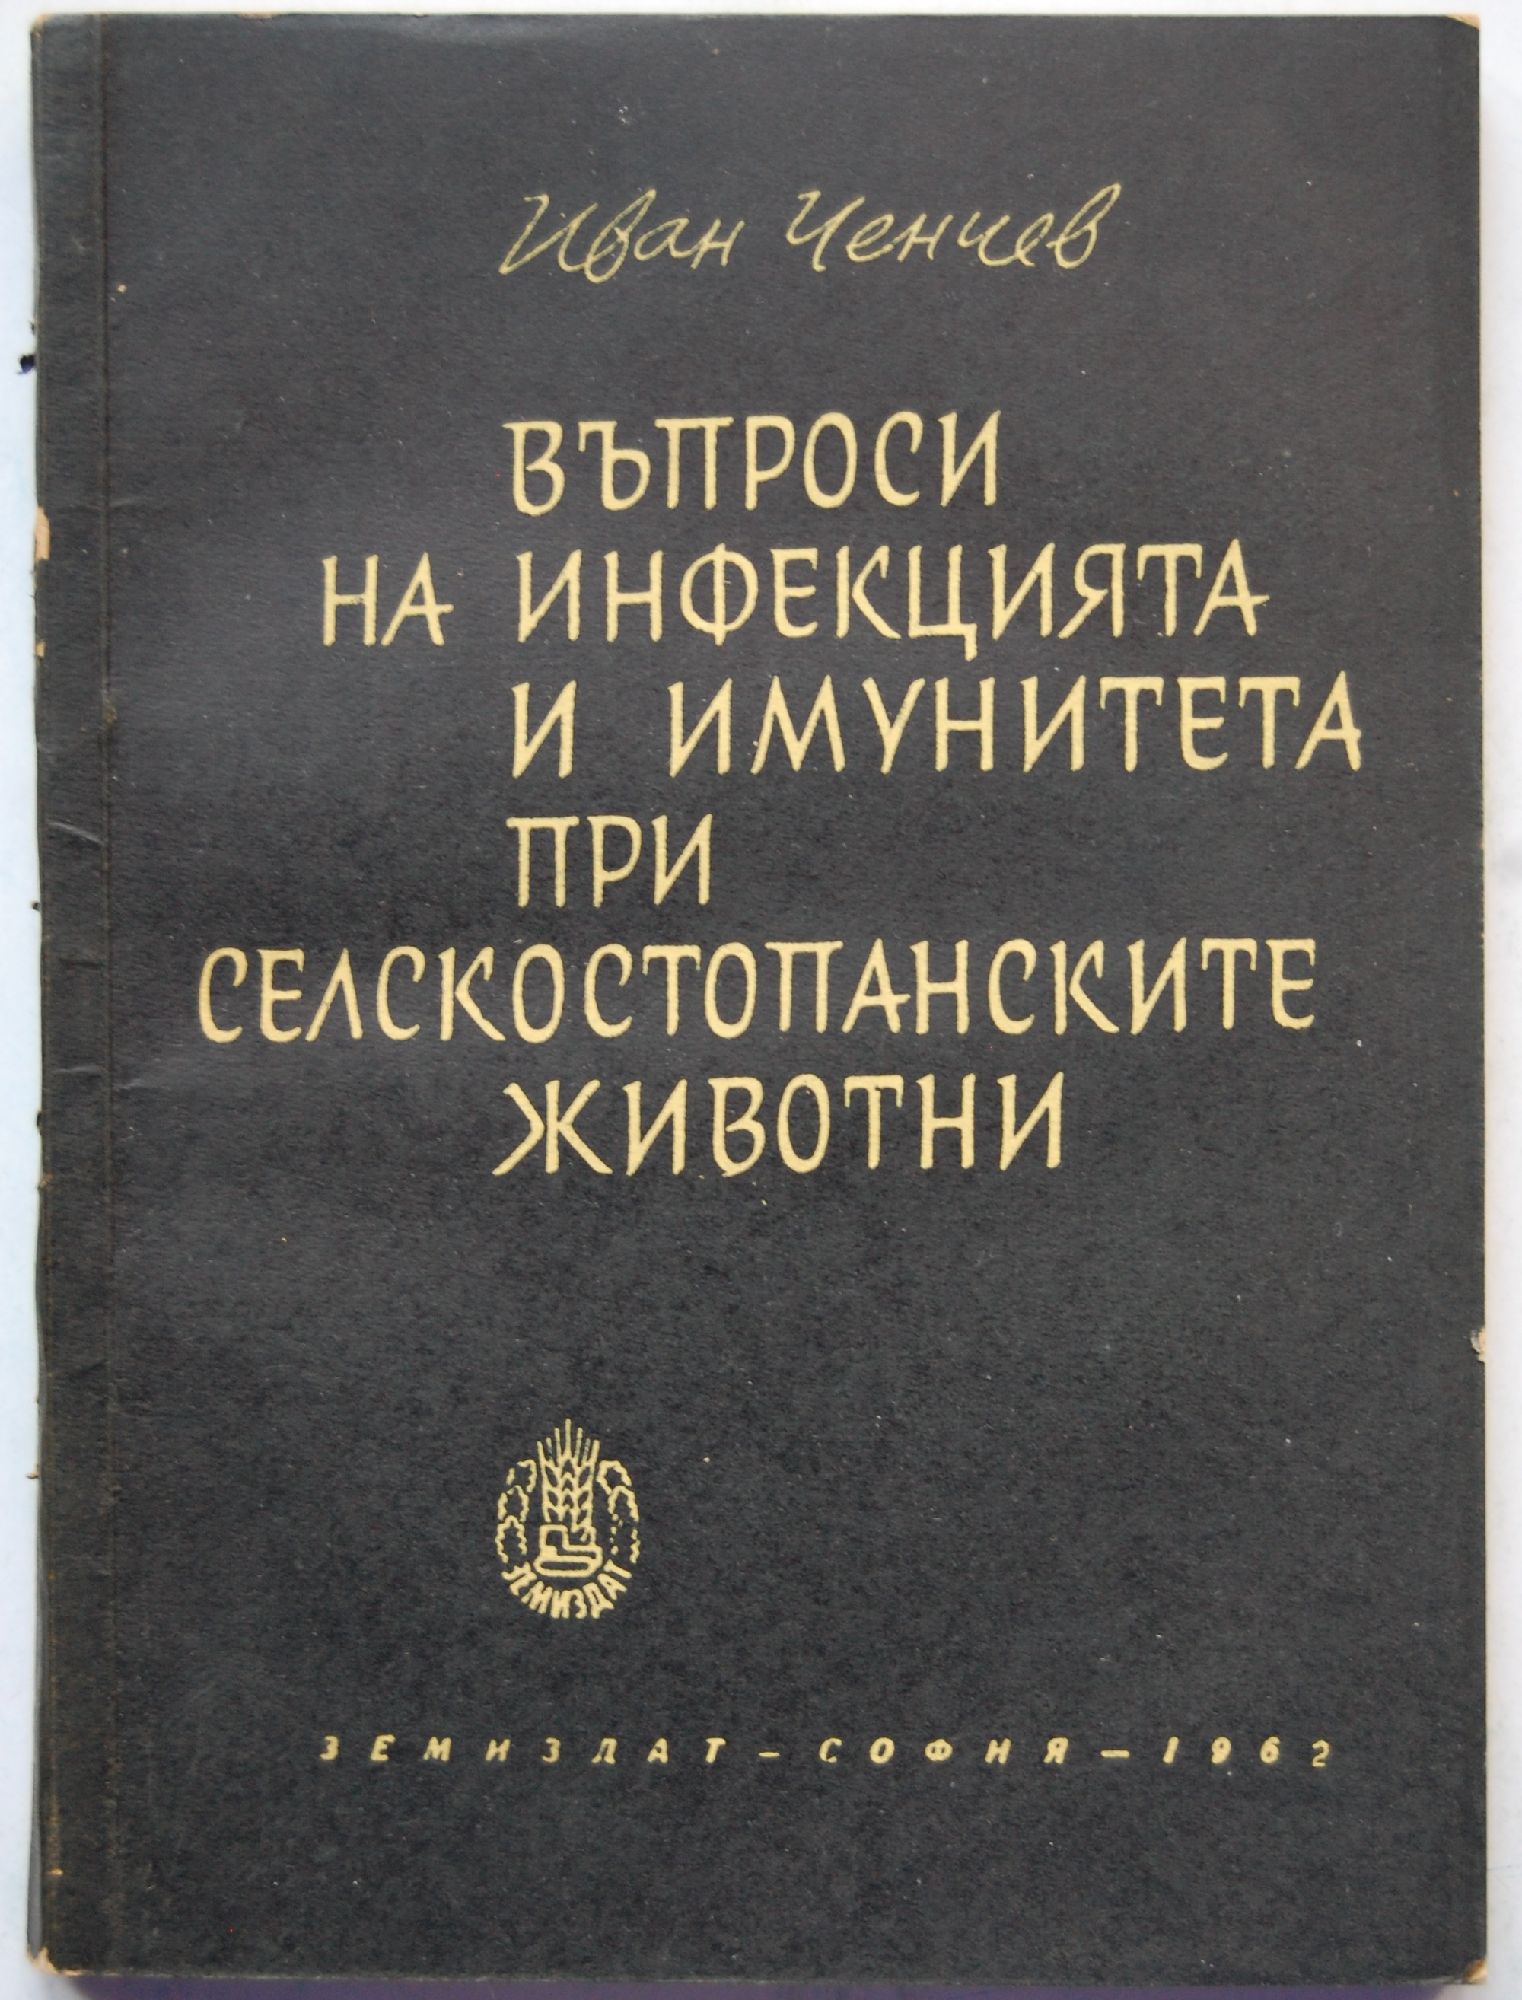 Иван Ченчев
ВЪПРОСИ
НА ИНФЕКЦИЯТА
И ИМУНИТЕТА
ПРИ
СЕЛСКОСТОПАНСКИТЕ
ЖИВОТНИ
ЗЕМИЗДАТ
ЗЕМИЗДАТ – СОФИЯ – 1962